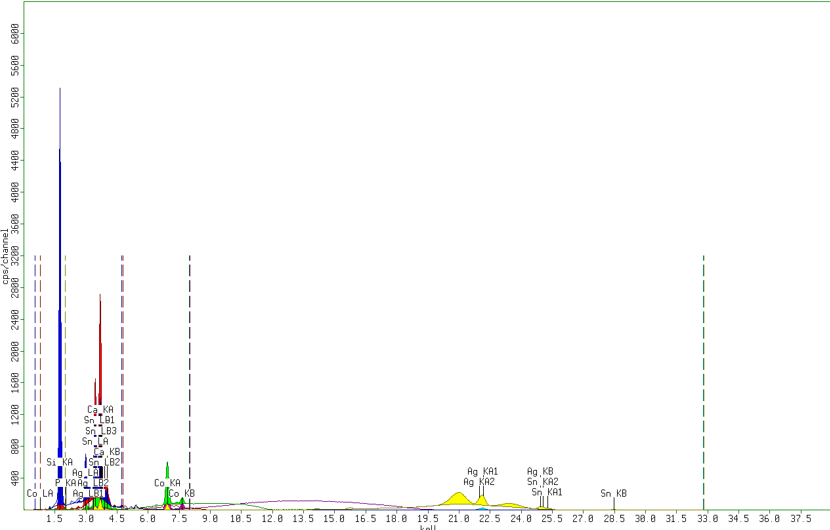 6000
5600
5200
4800
4400
4000
3600
3200
2800
2400
2000
1600
1200
800
400
cps/channel
Ca KA
Sn LB1
Sn LB3
Sn LA
Ca KB
Si KA
Sn LB2
Ag LA
P KA
Ag LB2
Co LA
Ag LB1
Co KA
Co KB
Ag KA1
Ag KA2
Ag KB
Sn KA2
Sn KA1
Sn KB
1.5 3.0 4.5 6.0 7.5 9.0 10.5 12.0 13.5 15.0 16.5 18.0 19.5 21.0 22.5 24.0 25.5 27.0 28.5 30.0 31.5 33.0 34.5 36.0 37.5